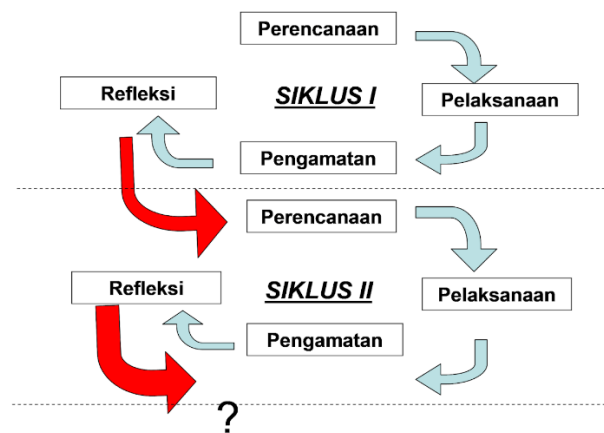 Perencanaan
Refleksi
SIKLUS I
Pelaksanaan
Pengamatan
Perencanaan
Refleksi
SIKLUS II
Pelaksanaan
Pengamatan
?